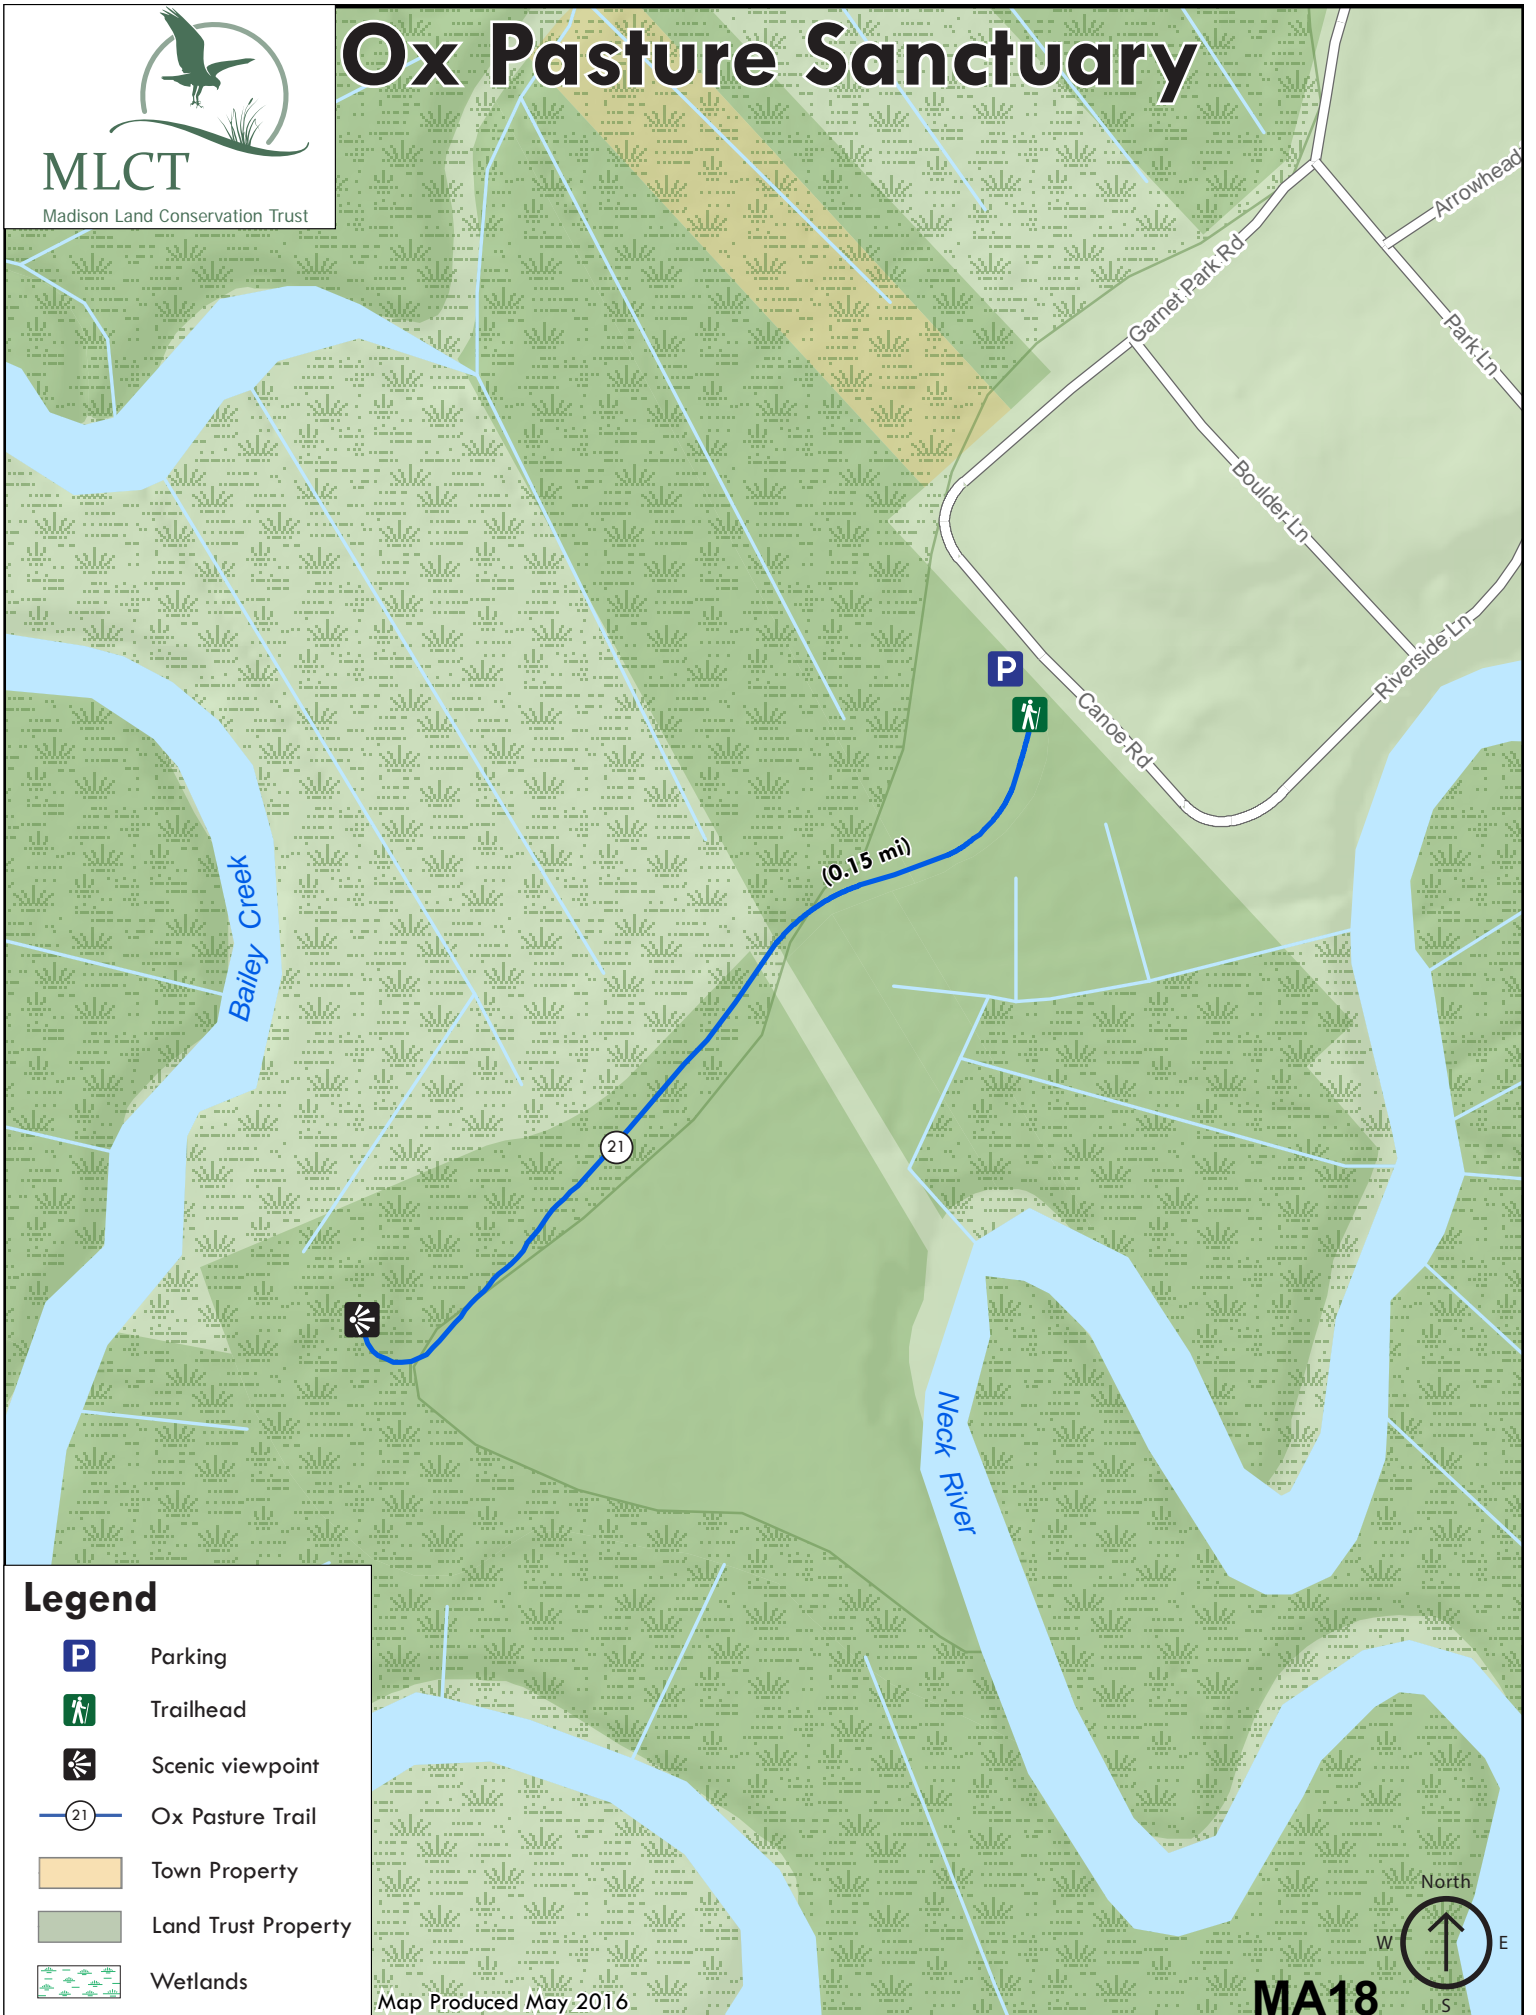 Ox Pasture Sanctuary
MLCT
Madison Land Conservation Trust
Arrowhead
Garnet Park Rd
Park Ln
Boulder Ln
Riverside Ln
P
Canoe Rd
(0.15 mi)
Bailey Creek
21
Neck River
Legend
P Parking
Trailhead
Scenic viewpoint
21 Ox Pasture Trail
Town Property
Land Trust Property
Wetlands
Map Produced May 2016
North
W E
S
MA18